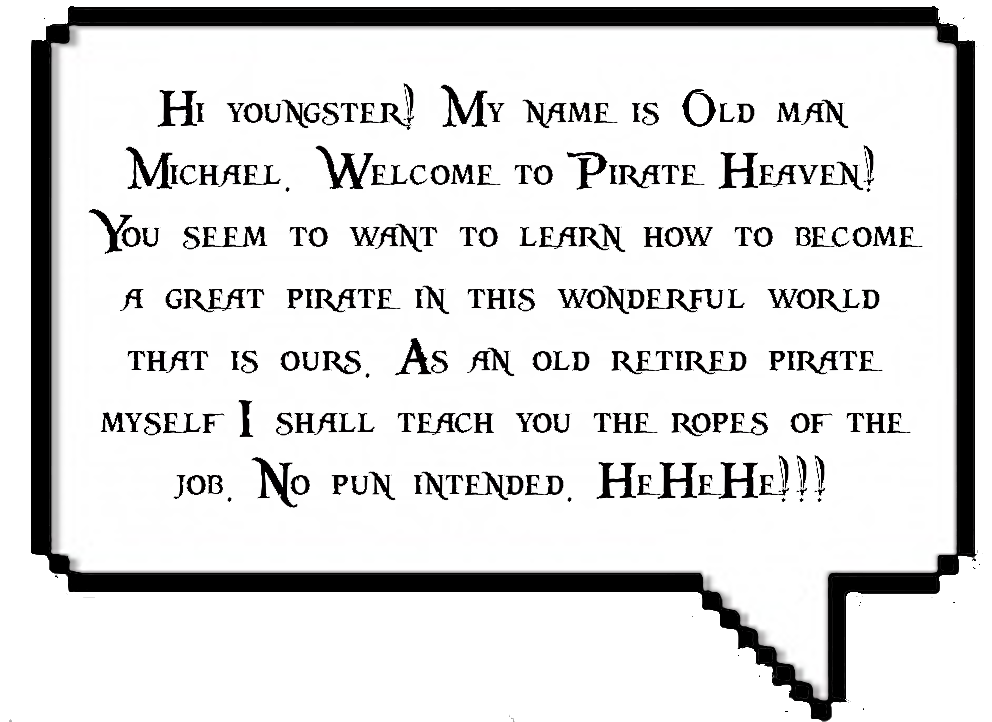 Hi youngster! My name is Old man
Michael. Welcome to Pirate Heaven!
You seem to want to learn how to become
a great pirate in this wonderful world
that is ours. As an old retired pirate
myself I shall teach you the ropes of the
job. No pun intended. HeHeHe!!!